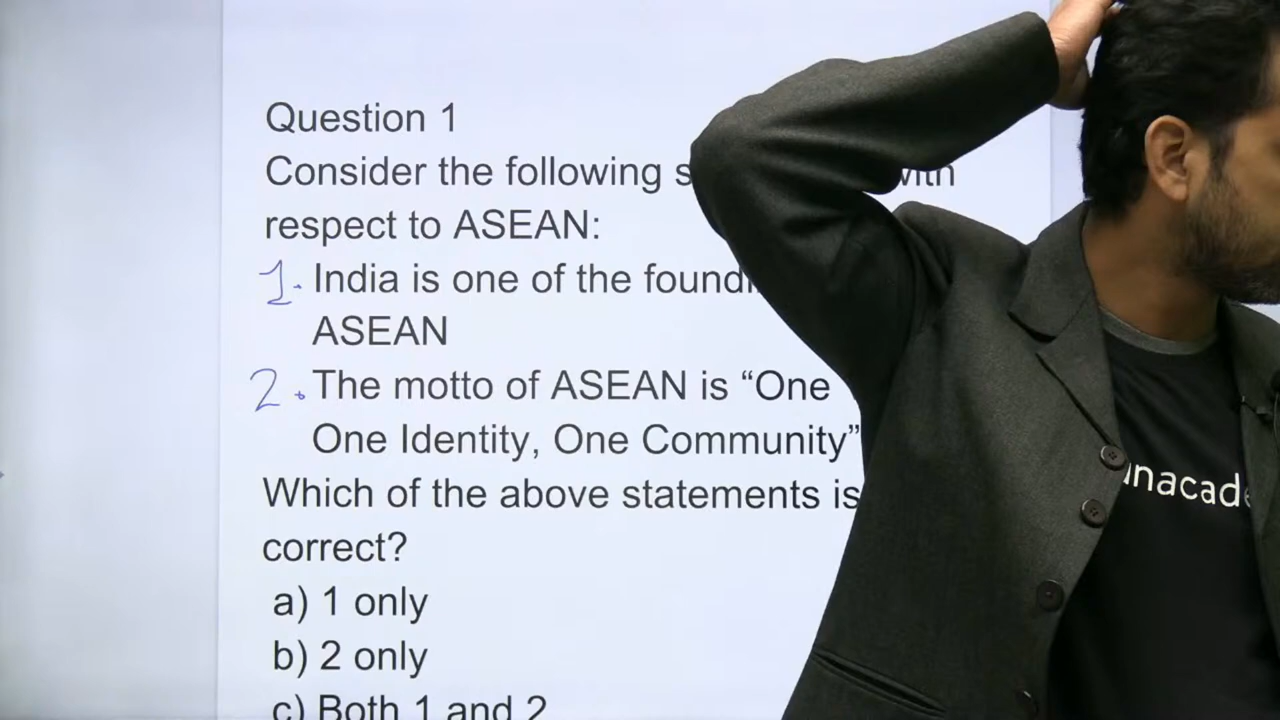 Question 1
Consider the following
respect to ASEAN:
1. India is one of the
ASEAN
2. The motto of ASEAN is “One
One Identity, One Community”
Which of the above statements is
correct?
a) 1 only
b) 2 only
c) Both 1 and 2